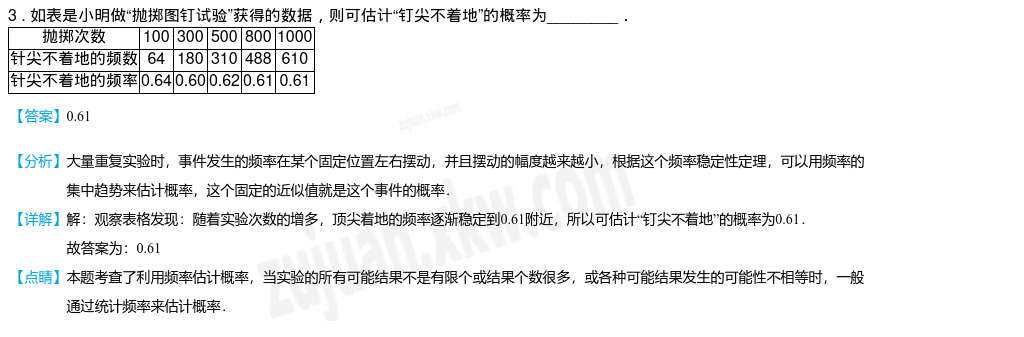 3．如表是小明做“抛掷图钉试验”获得的数据，则可估计“钉尖不着地”的概率为________．
抛掷次数 100 300 500 800 1000
针尖不着地的频数 64 180 310 488 610
针尖不着地的频率 0.64 0.60 0.62 0.61 0.61
【答案】0.61
【分析】大量重复实验时，事件发生的频率在某个固定位置左右摆动，并且摆动的幅度越来越小，根据这个频率稳定性定理，可以用频率的
集中趋势来估计概率，这个固定的近似值就是这个事件的概率．
【详解】解：观察表格发现：随着实验次数的增多，顶尖着地的频率逐渐稳定到0.61附近，所以可估计“钉尖不着地”的概率为0.61．
故答案为：0.61
【点睛】本题考查了利用频率估计概率，当实验的所有可能结果不是有限个或结果个数很多，或各种可能结果发生的可能性不相等时，一般
通过统计频率来估计概率．
zujuan.xkw.com
zujuan.xkw.com